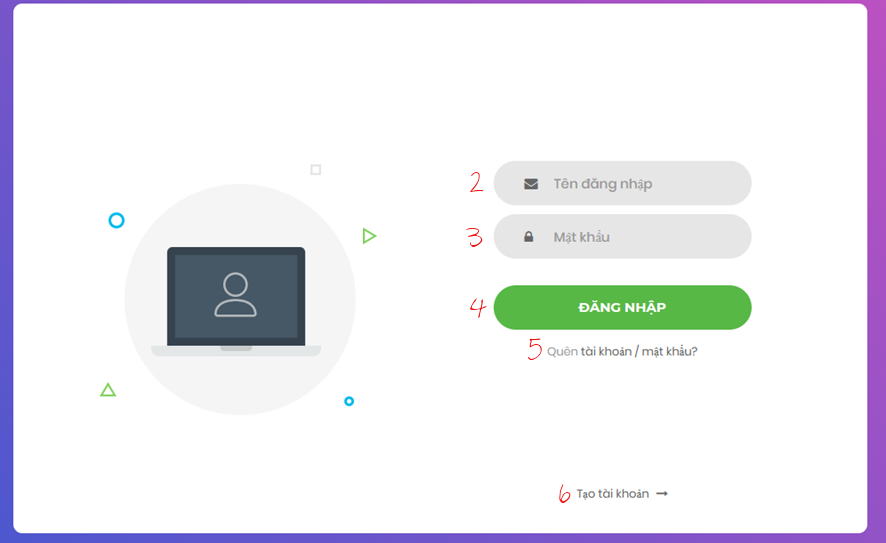 2 Tên đăng nhập
3 Mật khẩu
4 ĐĂNG NHẬP
5 Quên tài khoản / mật khẩu?
6 Tạo tài khoản →